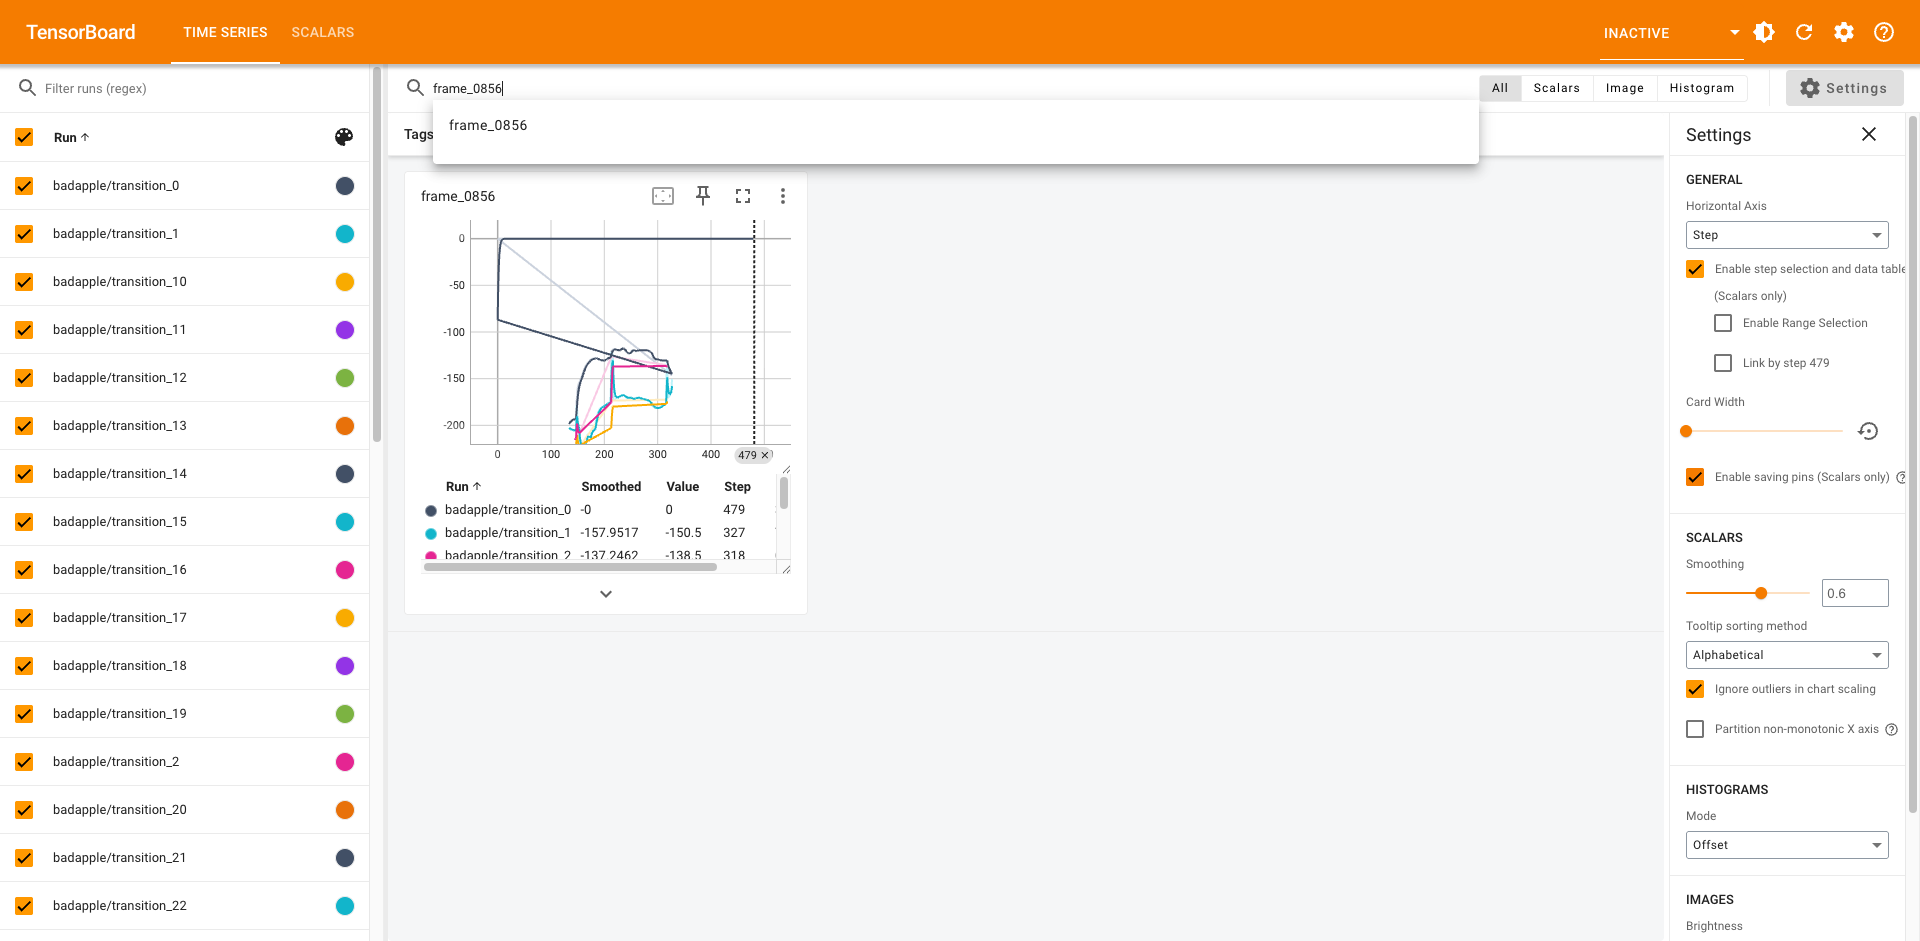 TensorBoard
TIME SERIES
SCALARS
INACTIVE
Filter runs (regex)
Run
badapple/transition_0
badapple/transition_1
badapple/transition_10
badapple/transition_11
badapple/transition_12
badapple/transition_13
badapple/transition_14
badapple/transition_15
badapple/transition_16
badapple/transition_17
badapple/transition_18
badapple/transition_19
badapple/transition_2
badapple/transition_20
badapple/transition_21
badapple/transition_22
frame_0856
All Scalars Image Histogram
Settings
frame_0856
Tags
frame_0856
0
-50
-100
-150
-200
0 100 200 300 400 479
Run Smoothed Value Step
badapple/transition_0 -0 0 479
badapple/transition_1 -157.9517 -150.5 327
badapple/transition_2 -137.2462 -138.5 318
Settings
GENERAL
Horizontal Axis
Step
Enable step selection and data table
(Scalars only)
Enable Range Selection
Link by step 479
Card Width
Enable saving pins (Scalars only)
SCALARS
Smoothing
0.6
Tooltip sorting method
Alphabetical
Ignore outliers in chart scaling
Partition non-monotonic X axis
HISTOGRAMS
Mode
Offset
IMAGES
Brightness